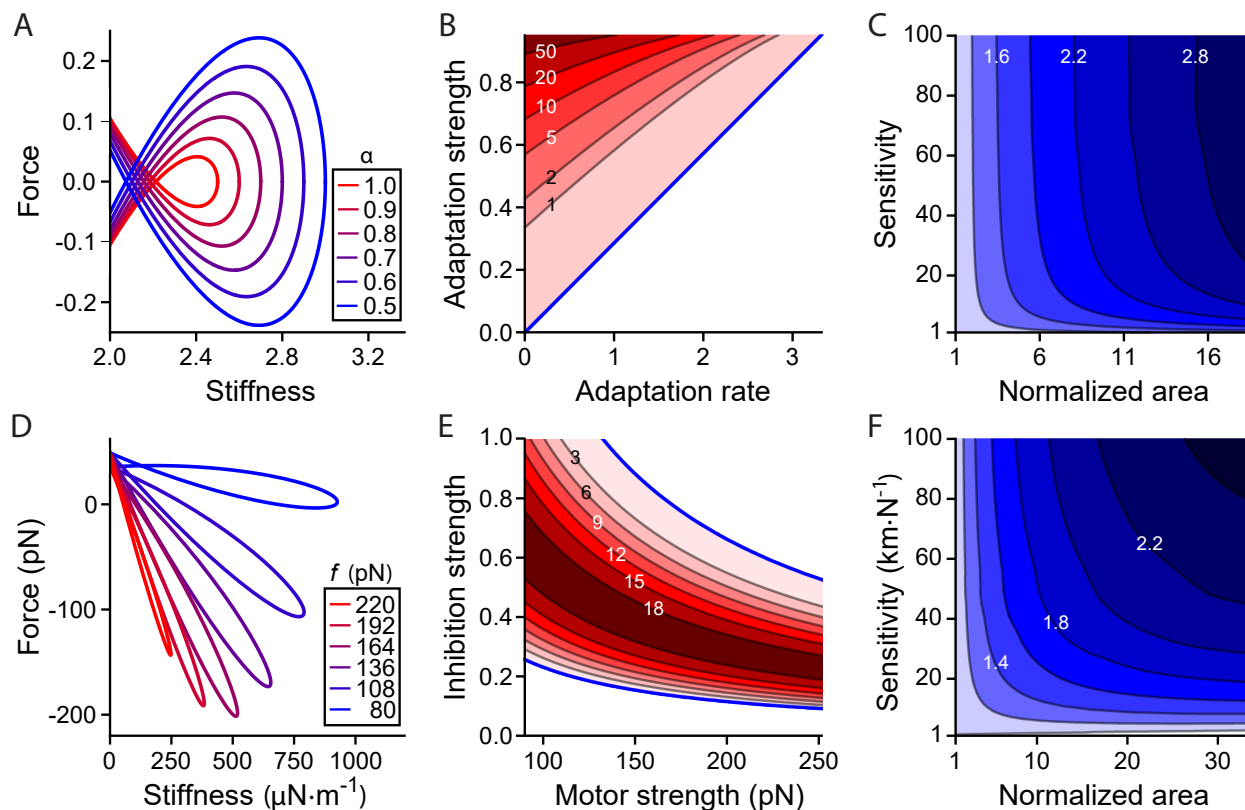 A
Force
0.2
0.1
0.0
-0.1
-0.2
2.0 2.4 2.8 3.2
Stiffness
α
1.0
0.9
0.8
0.7
0.6
0.5
B
Adaptation strength
0.8
0.6
0.4
0.2
0.0
0 1 2 3
Adaptation rate
50
20
10
5
2
1
C
Sensitivity
100
80
60
40
20
1
1 6 11 16
Normalized area
1.6 2.2 2.8
D
Force (pN)
0
-100
-200
0 250 500 750 1000
Stiffness (µN·m⁻¹)
f (pN)
220
192
164
136
108
80
E
Inhibition strength
1.0
0.8
0.6
0.4
0.2
0.0
100 150 200 250
Motor strength (pN)
3
6
9
12
15
18
F
Sensitivity (km·N⁻¹)
100
80
60
40
20
1
1 10 20 30
Normalized area
2.2
1.8
1.4